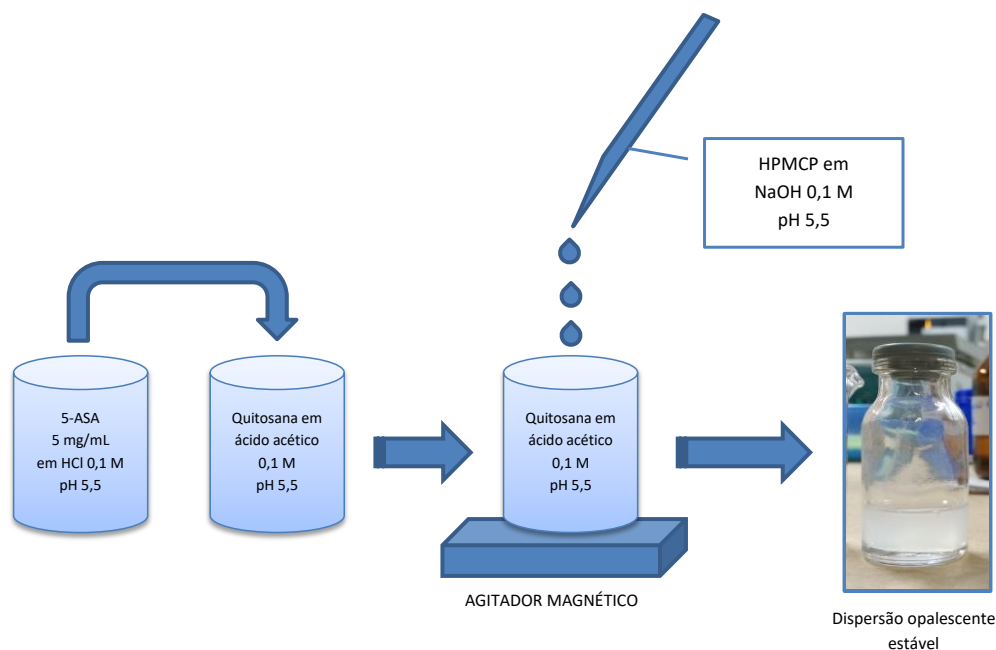 HPMCP em
NaOH 0,1 M
pH 5,5
5-ASA
5 mg/mL
em HCl 0,1 M
pH 5,5
Quitosana em
ácido acético
0,1 M
pH 5,5
Quitosana em
ácido acético
0,1 M
pH 5,5
AGITADOR MAGNÉTICO
Dispersão opalescente
estável